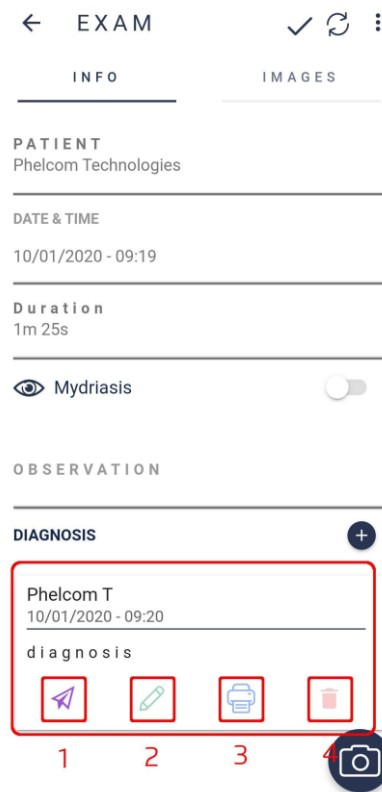 EXAM
INFO
IMAGES
PATIENT
Phelcom Technologies
DATE & TIME
10/01/2020 - 09:19
Duration
1m 25s
Mydriasis
OBSERVATION
DIAGNOSIS
Phelcom T
10/01/2020 - 09:20
diagnosis
1 2 3 4